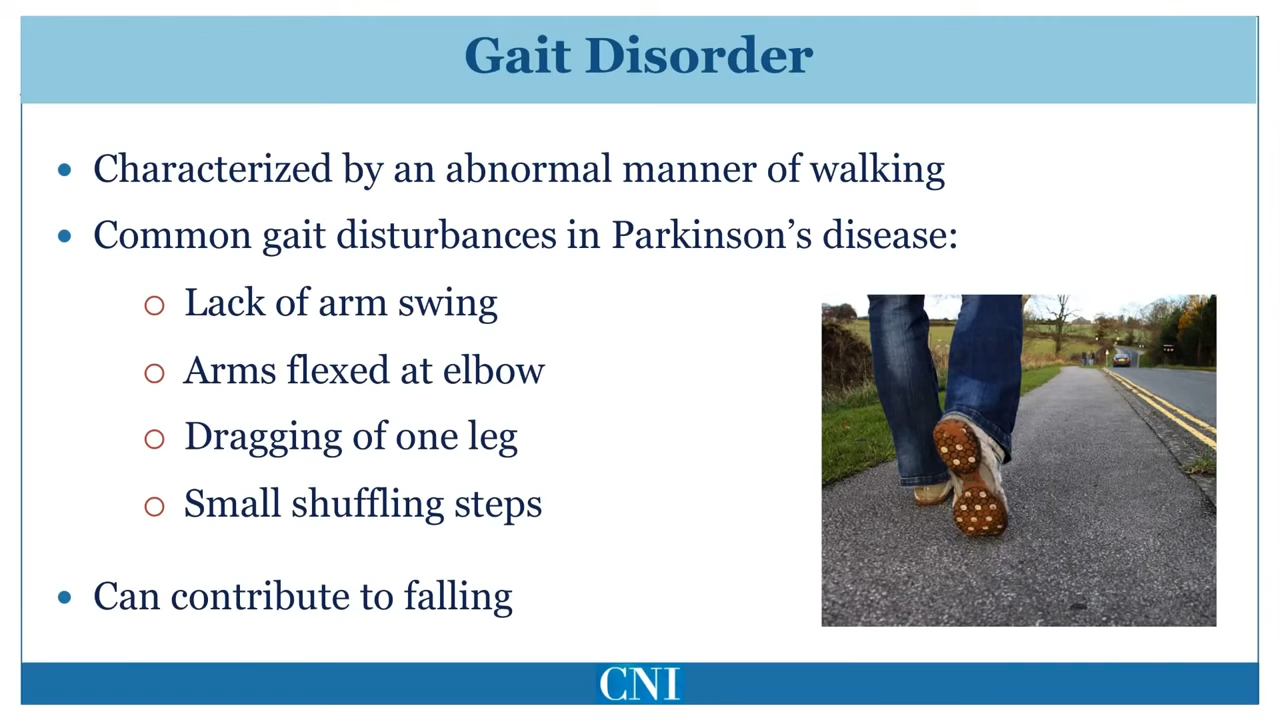 Gait Disorder
• Characterized by an abnormal manner of walking
• Common gait disturbances in Parkinson’s disease:
○ Lack of arm swing
○ Arms flexed at elbow
○ Dragging of one leg
○ Small shuffling steps
• Can contribute to falling
CNI